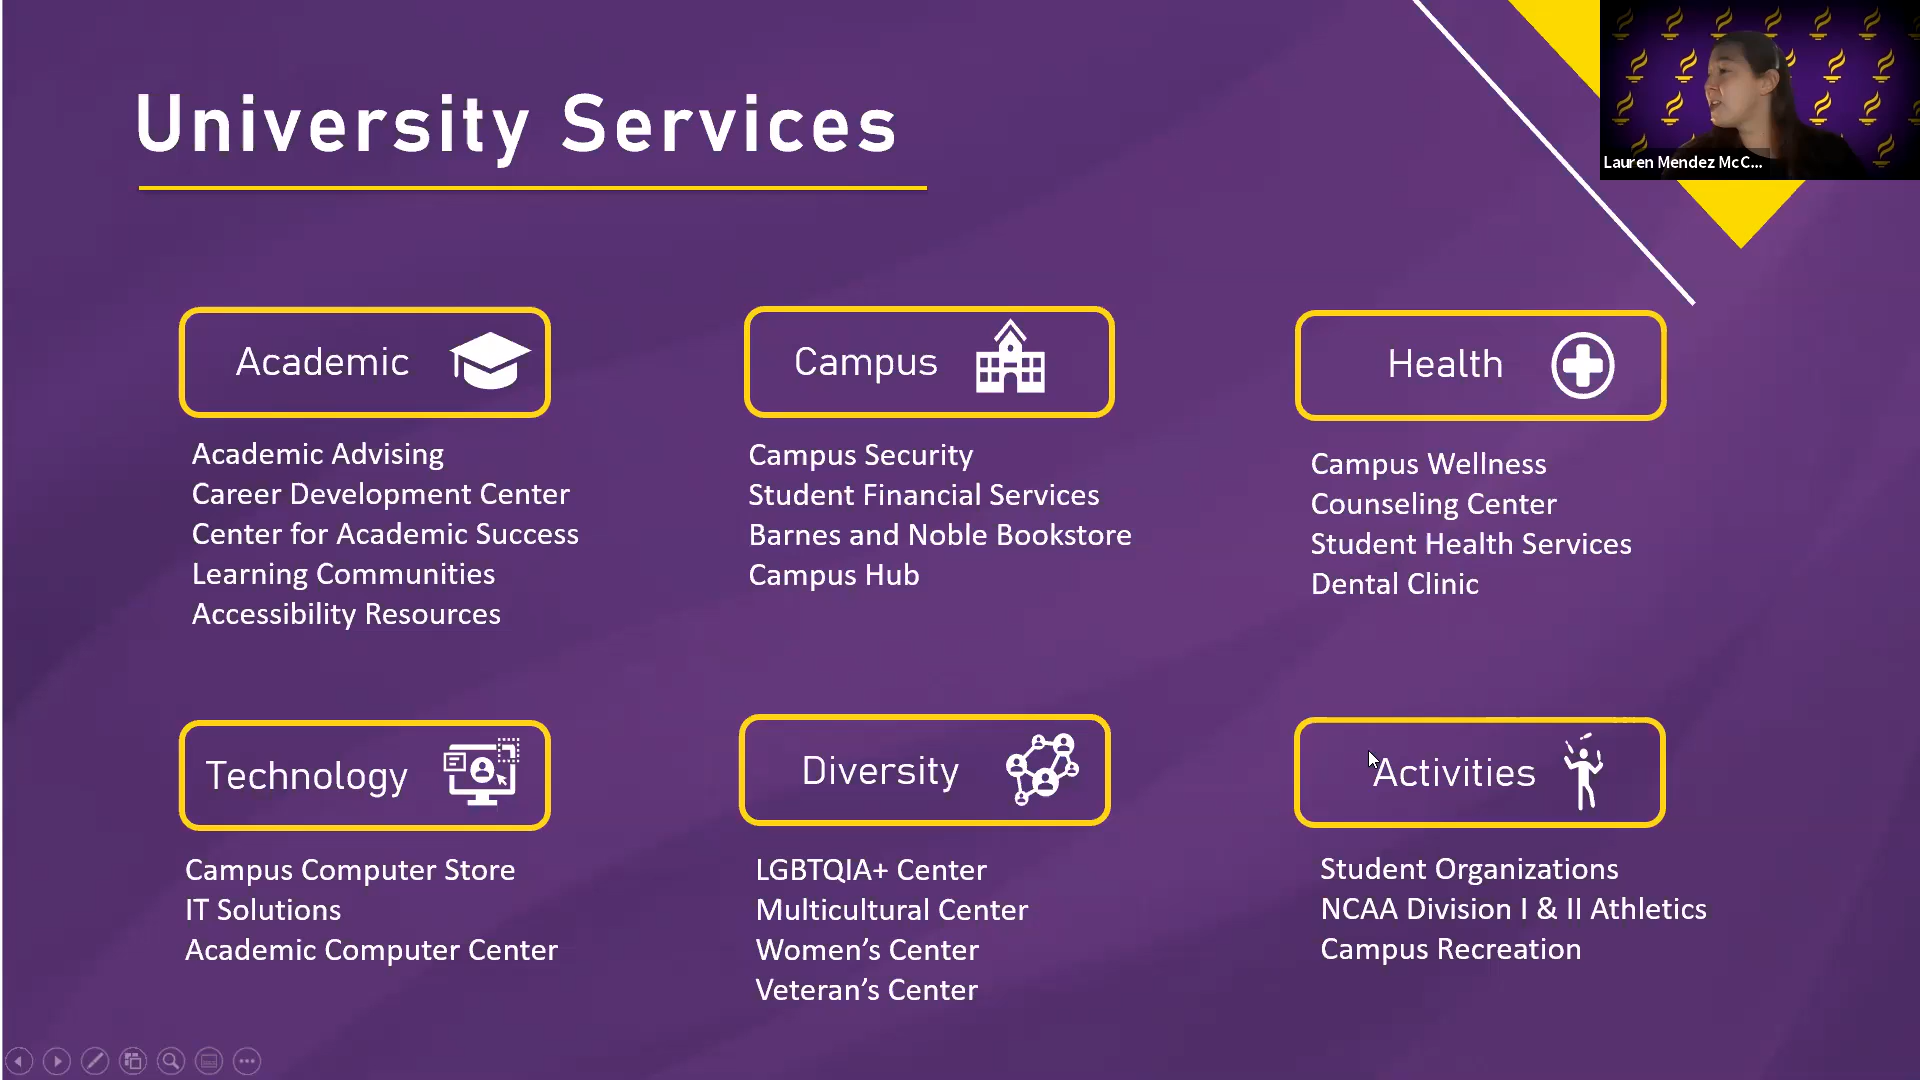 University Services
Lauren Mendez McC...
Academic
Academic Advising
Career Development Center
Center for Academic Success
Learning Communities
Accessibility Resources
Campus
Campus Security
Student Financial Services
Barnes and Noble Bookstore
Campus Hub
Health
Campus Wellness
Counseling Center
Student Health Services
Dental Clinic
Technology
Campus Computer Store
IT Solutions
Academic Computer Center
Diversity
LGBTQIA+ Center
Multicultural Center
Women’s Center
Veteran’s Center
Activities
Student Organizations
NCAA Division I & II Athletics
Campus Recreation